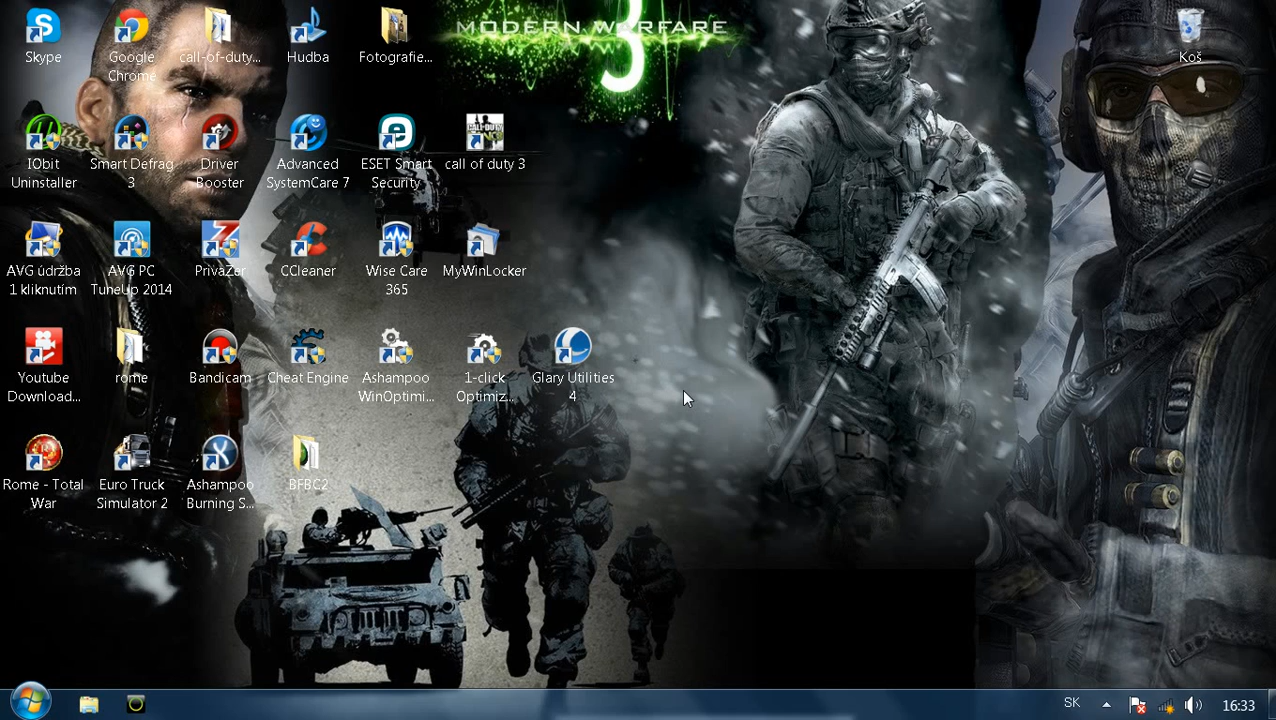 MODERN WARFARE
3
Skype
Google
Chrome
call-of-duty...
Hudba
Fotografie...
Koš
IObit
Uninstaller
Smart Defrag
3
Driver
Booster
Advanced
SystemCare 7
ESET Smart
Security
call of duty 3
AVG údržba
1 kliknutím
AVG PC
TuneUp 2014
PrivaZer
CCleaner
Wise Care
365
MyWinLocker
Youtube
Download...
rome
Bandicam
Cheat Engine
Ashampoo
WinOptimi...
1-click
Optimiz...
Glary Utilities
4
Rome - Total
War
Euro Truck
Simulator 2
Ashampoo
Burning S...
BFBC2
SK
16:33